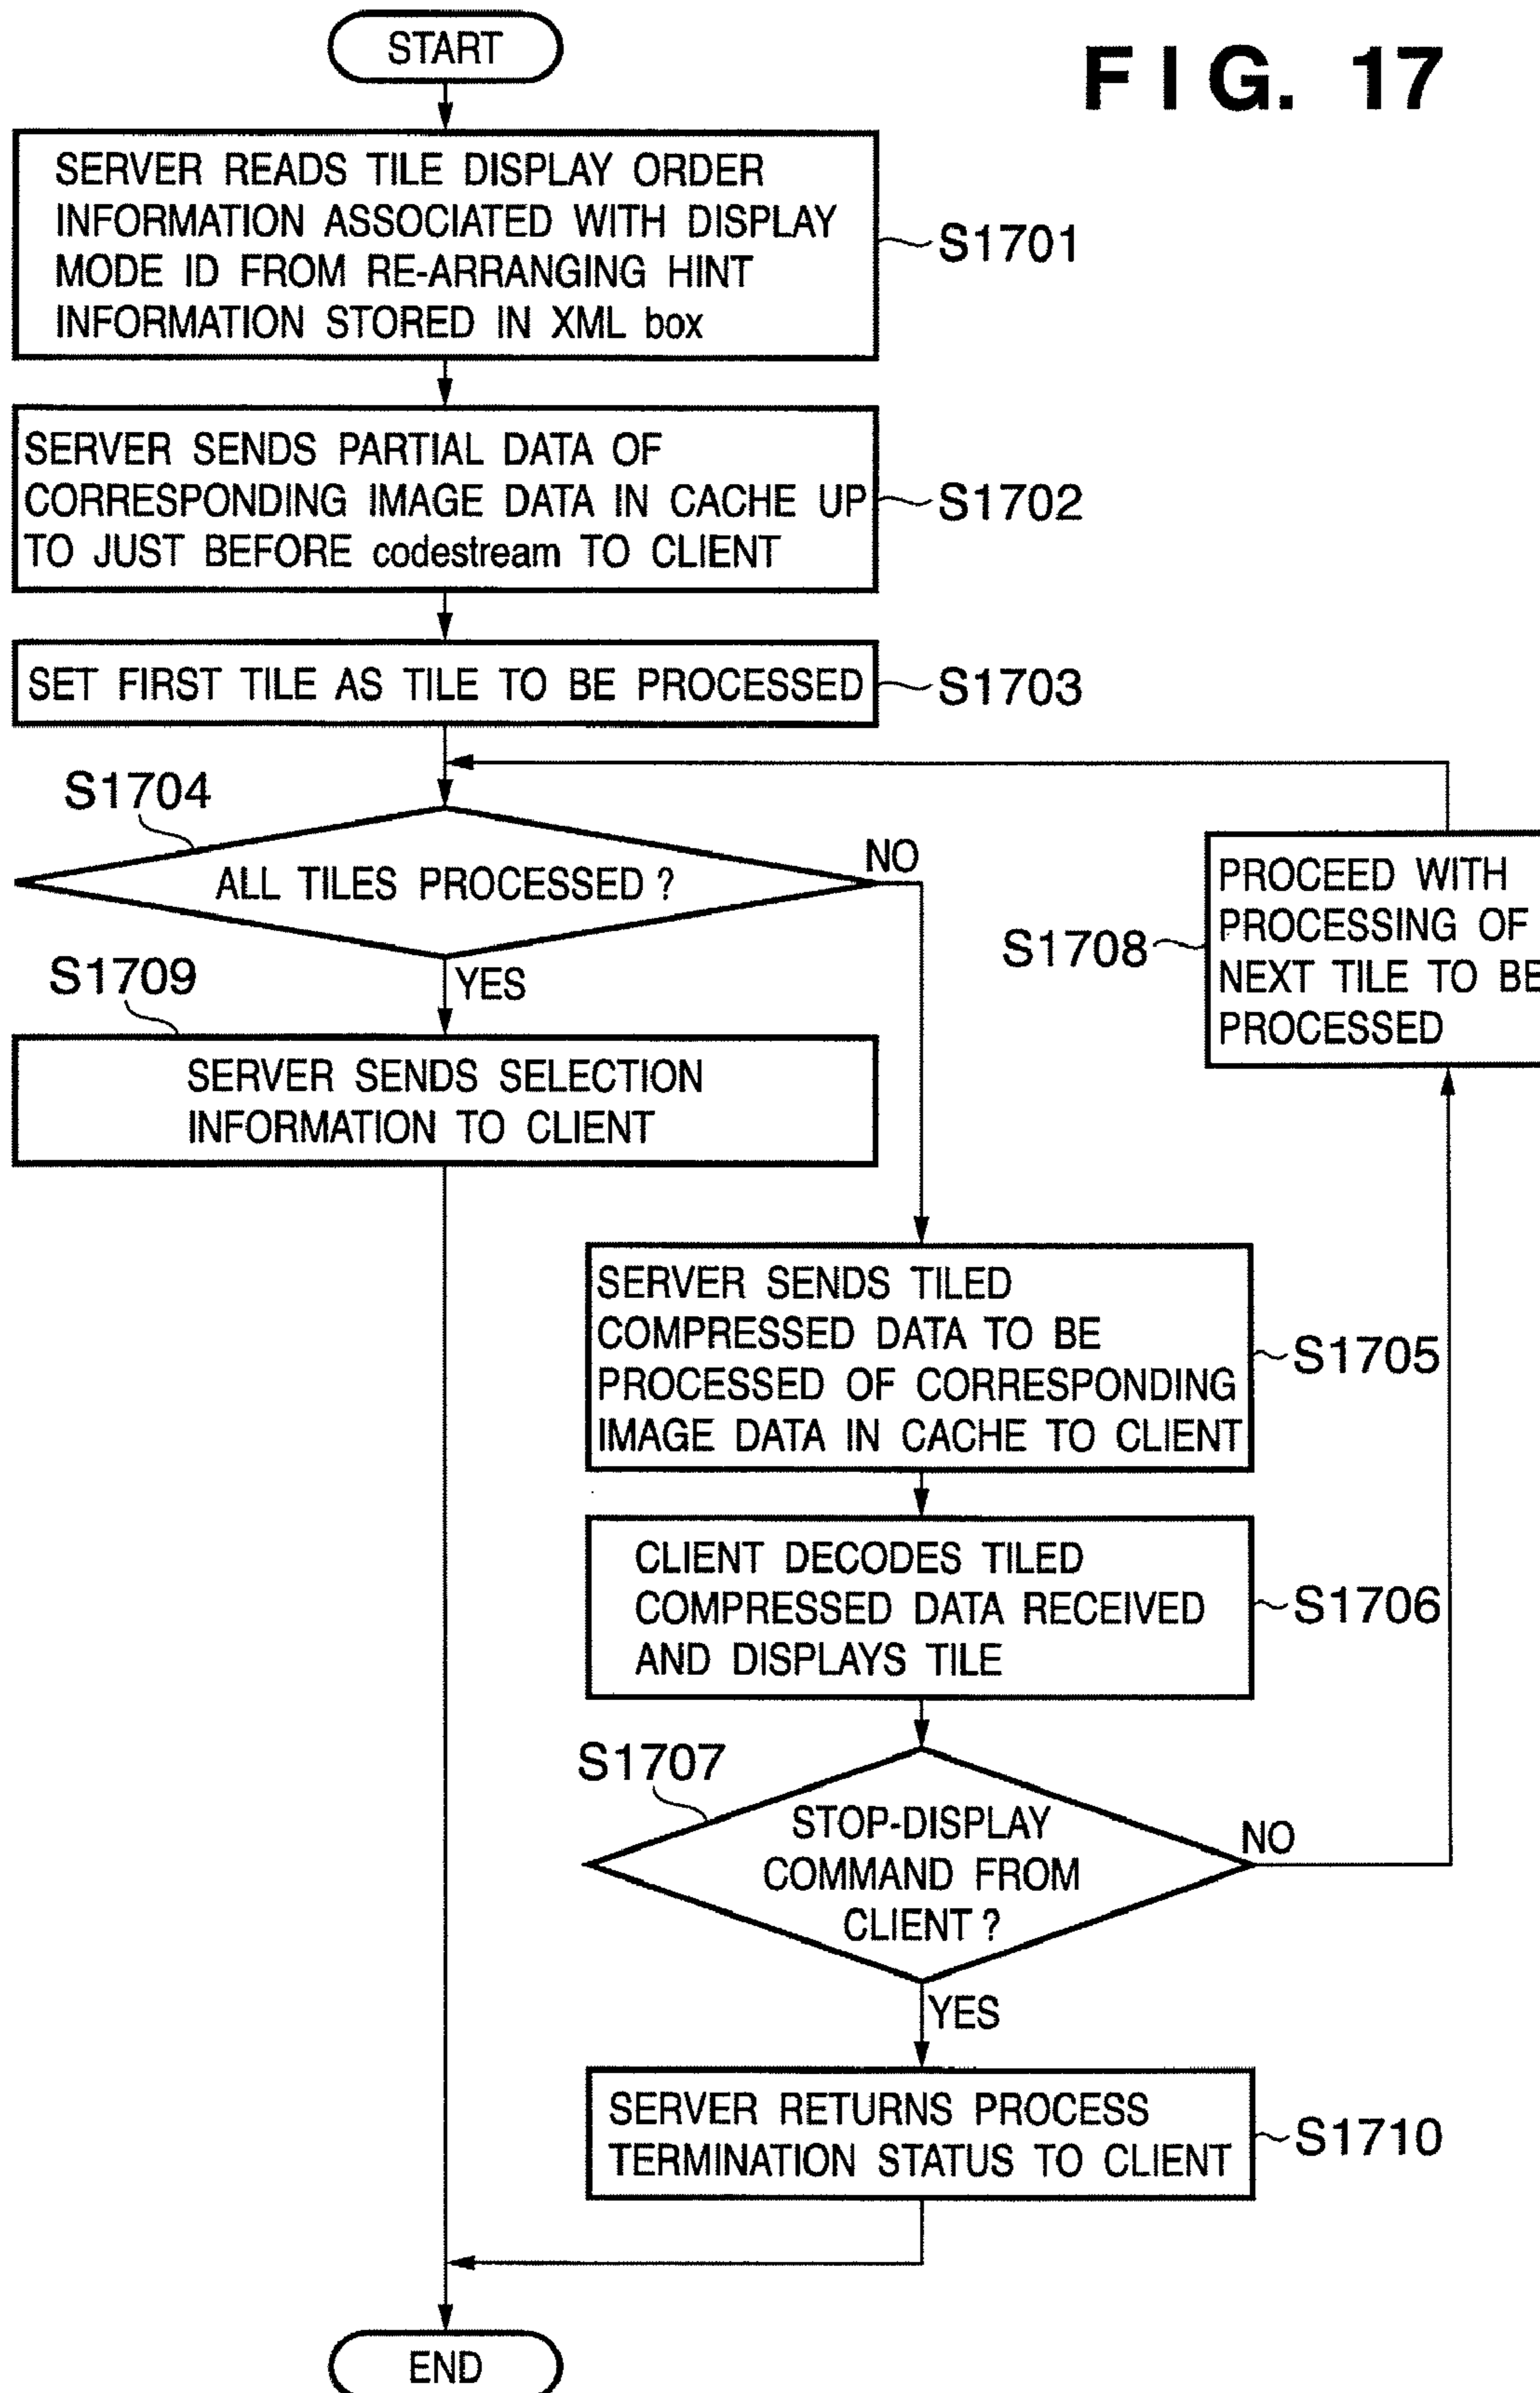 START
FIG. 17
SERVER READS TILE DISPLAY ORDER
INFORMATION ASSOCIATED WITH DISPLAY
MODE ID FROM RE-ARRANGING HINT
INFORMATION STORED IN XML box
S1701
SERVER SENDS PARTIAL DATA OF
CORRESPONDING IMAGE DATA IN CACHE UP
TO JUST BEFORE codestream TO CLIENT
S1702
SET FIRST TILE AS TILE TO BE PROCESSED
S1703
S1704
ALL TILES PROCESSED ?
NO
YES
S1708
PROCEED WITH
PROCESSING OF
NEXT TILE TO BE
PROCESSED
S1709
SERVER SENDS SELECTION
INFORMATION TO CLIENT
SERVER SENDS TILED
COMPRESSED DATA TO BE
PROCESSED OF CORRESPONDING
IMAGE DATA IN CACHE TO CLIENT
S1705
CLIENT DECODES TILED
COMPRESSED DATA RECEIVED
AND DISPLAYS TILE
S1706
S1707
STOP-DISPLAY
COMMAND FROM
CLIENT ?
NO
YES
SERVER RETURNS PROCESS
TERMINATION STATUS TO CLIENT
S1710
END